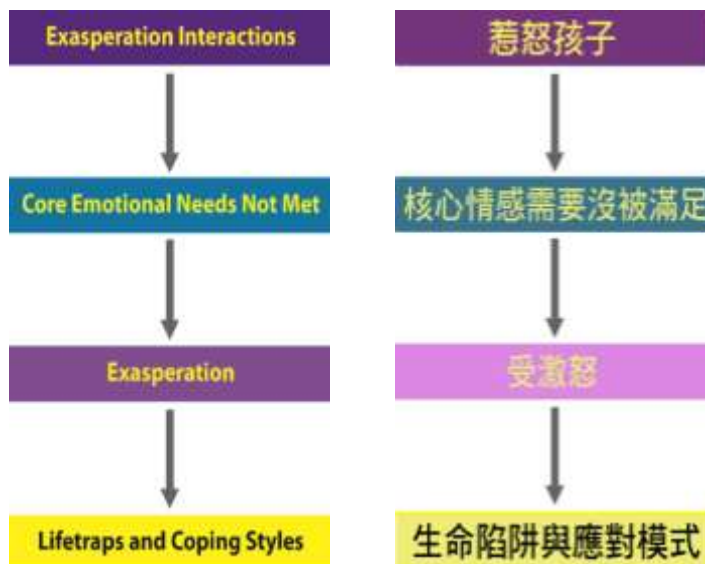 Exasperation Interactions
Core Emotional Needs Not Met
Exasperation
Lifetraps and Coping Styles
惹怒孩子
核心情感需要沒被滿足
受激怒
生命陷阱與應對模式